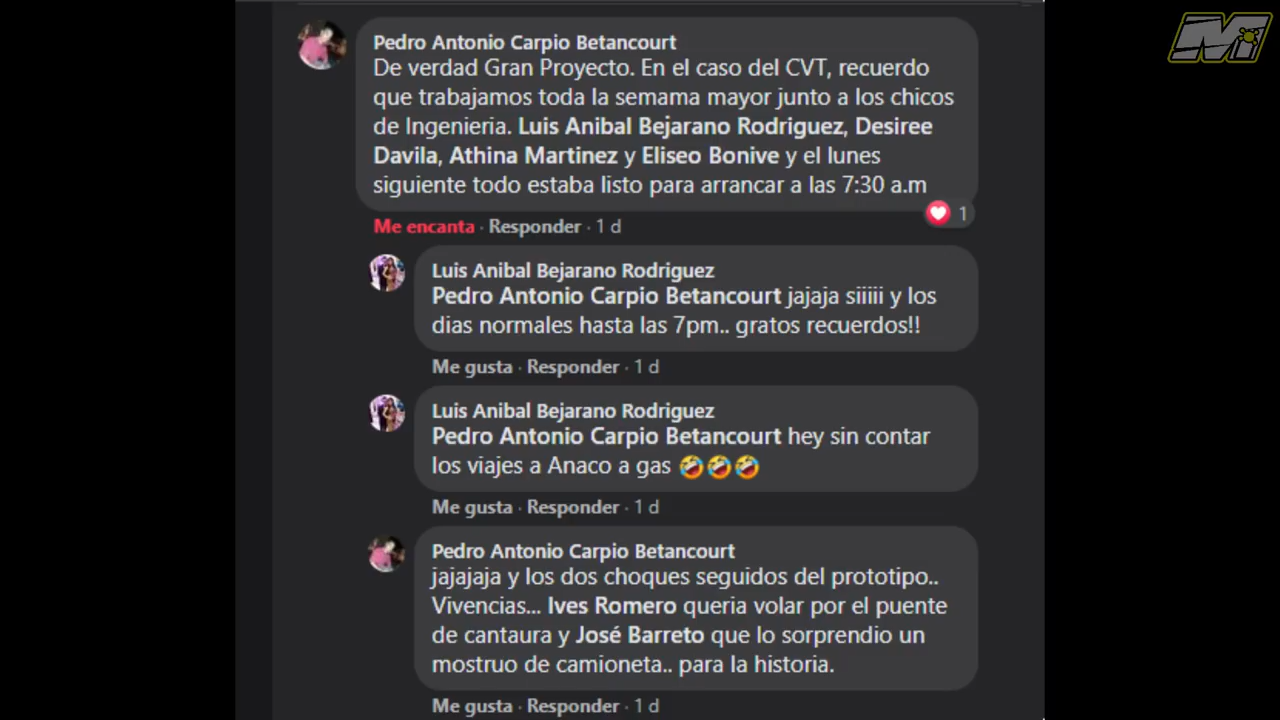 Pedro Antonio Carpio Betancourt
De verdad Gran Proyecto. En el caso del CVT, recuerdo
que trabajamos toda la semama mayor junto a los chicos
de Ingenieria. Luis Anibal Bejarano Rodriguez, Desiree
Davila, Athina Martinez y Eliseo Bonive y el lunes
siguiente todo estaba listo para arrancar a las 7:30 a.m
1
Me encanta · Responder · 1 d
Luis Anibal Bejarano Rodriguez
Pedro Antonio Carpio Betancourt jajaja siiiii y los
dias normales hasta las 7pm.. gratos recuerdos!!
Me gusta · Responder · 1 d
Luis Anibal Bejarano Rodriguez
Pedro Antonio Carpio Betancourt hey sin contar
los viajes a Anaco a gas 🤣🤣🤣
Me gusta · Responder · 1 d
Pedro Antonio Carpio Betancourt
jajajaja y los dos choques seguidos del prototipo..
Vivencias... Ives Romero queria volar por el puente
de cantaura y José Barreto que lo sorprendio un
mostruo de camioneta.. para la historia.
Me gusta · Responder · 1 d